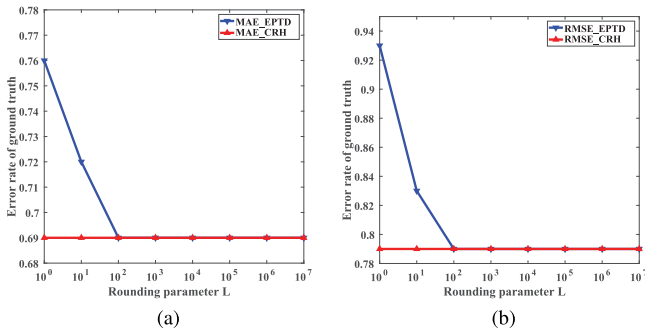 0.78
0.77
0.76
0.75
0.74
0.73
0.72
0.71
0.7
0.69
0.68
Error rate of ground truth
MAE_EPTD
MAE_CRH
10^0 10^1 10^2 10^3 10^4 10^5 10^6 10^7
Rounding parameter L
(a)
0.94
0.92
0.9
0.88
0.86
0.84
0.82
0.8
0.78
Error rate of ground truth
RMSE_EPTD
RMSE_CRH
10^0 10^1 10^2 10^3 10^4 10^5 10^6 10^7
Rounding parameter L
(b)